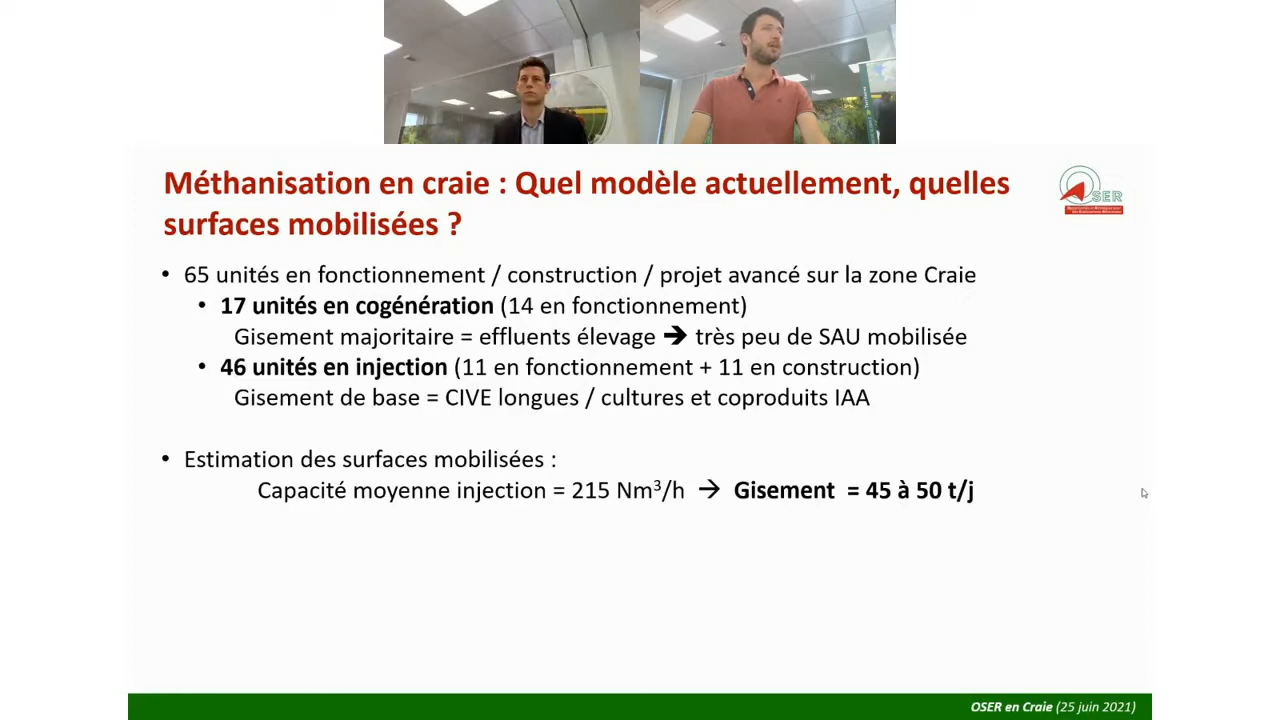 Méthanisation en craie : Quel modèle actuellement, quelles
surfaces mobilisées ?
OSER
• 65 unités en fonctionnement / construction / projet avancé sur la zone Craie
• 17 unités en cogénération (14 en fonctionnement)
Gisement majoritaire = effluents élevage 🡺 très peu de SAU mobilisée
• 46 unités en injection (11 en fonctionnement + 11 en construction)
Gisement de base = CIVE longues / cultures et coproduits IAA
• Estimation des surfaces mobilisées :
Capacité moyenne injection = 215 Nm³/h → Gisement = 45 à 50 t/j
OSER en Craie (25 juin 2021)